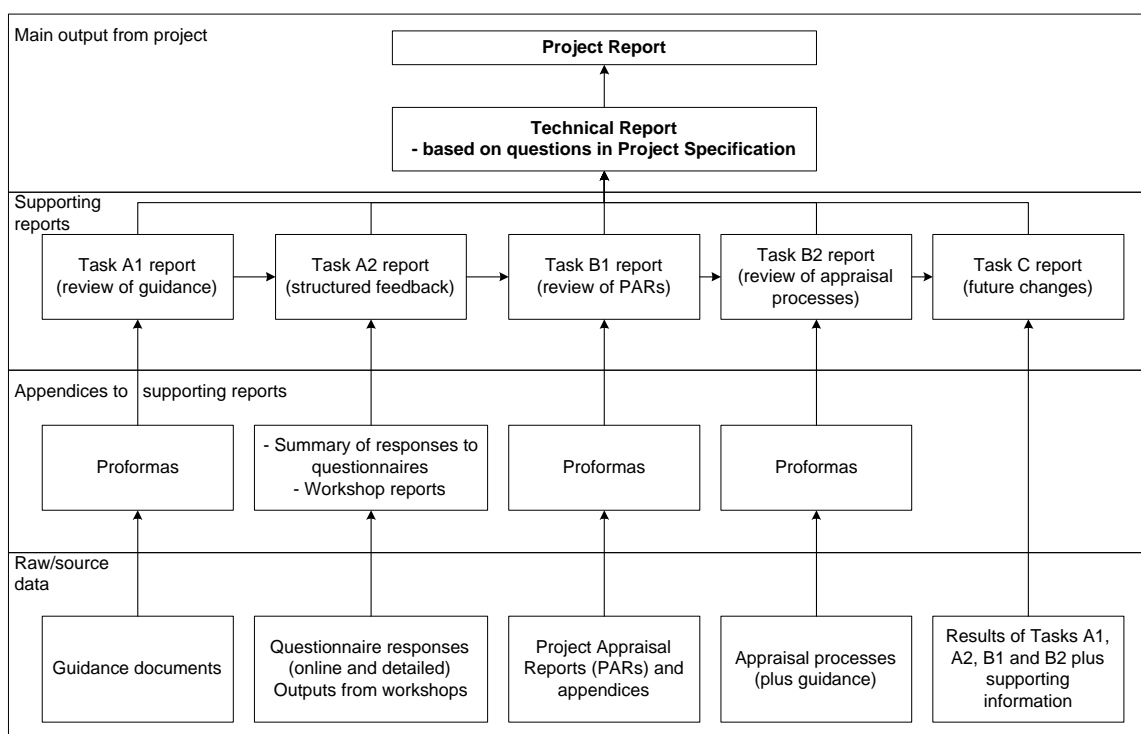 Main output from project
Project Report
Technical Report
- based on questions in Project Specification
Supporting
reports
Task A1 report
(review of guidance)
Task A2 report
(structured feedback)
Task B1 report
(review of PARs)
Task B2 report
(review of appraisal
processes)
Task C report
(future changes)
Appendices to supporting reports
Proformas
- Summary of responses to
questionnaires
- Workshop reports
Proformas
Proformas
Raw/source
data
Guidance documents
Questionnaire responses
(online and detailed)
Outputs from workshops
Project Appraisal
Reports (PARs) and
appendices
Appraisal processes
(plus guidance)
Results of Tasks A1,
A2, B1 and B2 plus
supporting
information